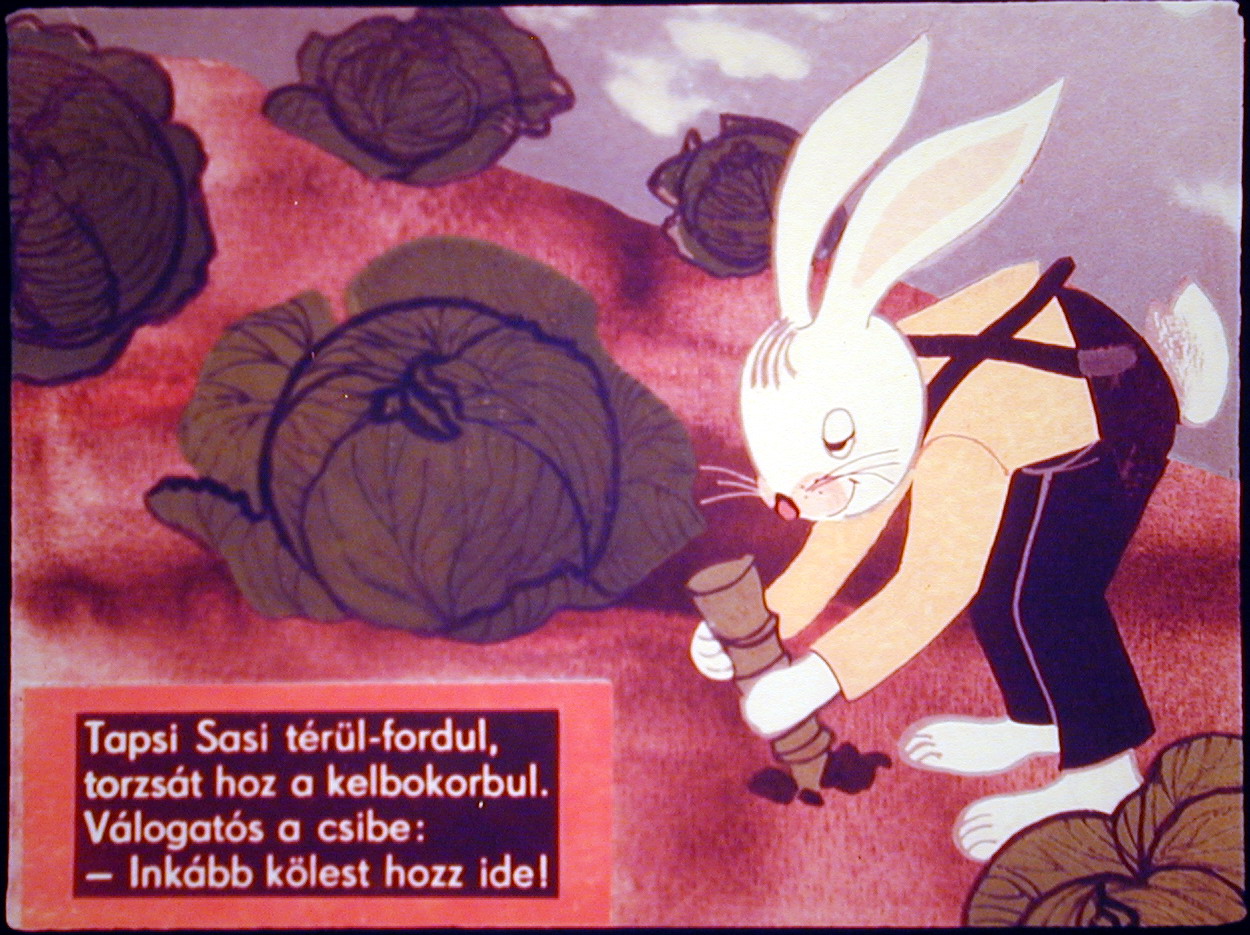 Tapsi Sasi térül-fordul,
torzsát hoz a kelbokorbul.
Válogatós a csibe:
– Inkább kölest hozz ide!